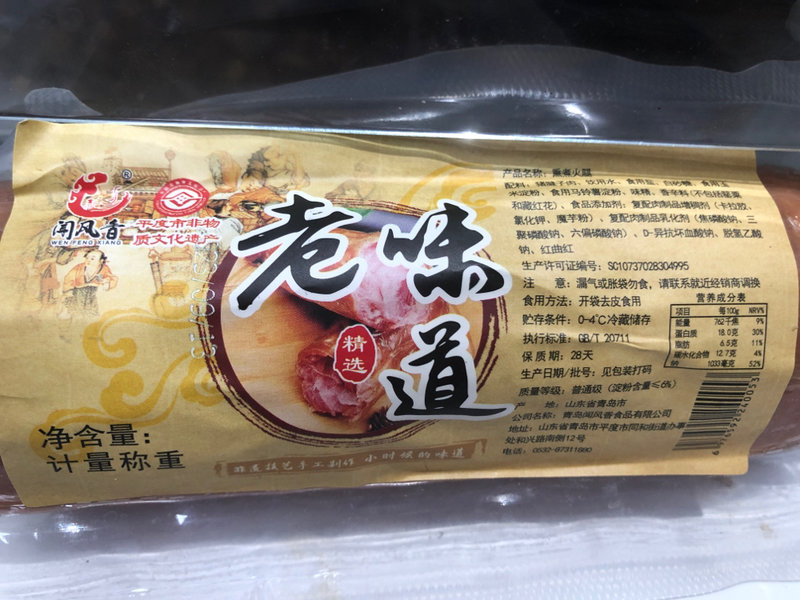 闻风香
WEN FENG XIANG
平度市非物
质文化遗产
老味道
精选
净含量：
计量称重
非遗技艺手工制作 小时候的味道
产品名称：熏煮火腿
配料：猪腿子肉、饮用水、食用盐、白砂糖、食用玉
米淀粉、食用马铃薯淀粉、味精、香辛料(不包括罂粟
和藏红花)、食品添加剂：复配肉制品增稠剂（卡拉胶、
氯化钾、魔芋粉）、复配肉制品乳化剂（焦磷酸钠、三
聚磷酸钠、六偏磷酸钠）、D-异抗坏血酸钠、脱氢乙酸
钠、红曲红
生产许可证编号：SC10737028304995
注 意：漏气或胀袋勿食，请联系就近经销商调换
食用方法：开袋去皮食用
贮存条件：0-4℃冷藏储存
执行标准：GB/T 20711
保 质 期：28天
生产日期/批号：见包装打码
质量等级：普通级（淀粉含量≤6%）
产 地：山东省青岛市
公司名称：青岛闻风香食品有限公司
地址：山东省青岛市平度市同和街道办事
处和兴路南侧12号
电话：0532-87311880
营养成分表
项目 每100g NRV%
能量 762千焦 9%
蛋白质 18.0克 30%
脂肪 6.5克 11%
碳水化合物 12.7克 4%
钠 1033毫克 52%